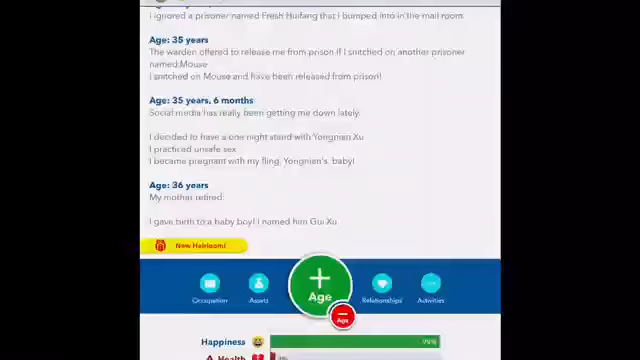 I ignored a prisoner named Fresh Huifang that I bumped into in the mail room.
Age: 35 years
The warden offered to release me from prison if I snitched on another prisoner
named Mouse
I snitched on Mouse and have been released from prison!
Age: 35 years, 6 months
Social media has really been getting me down lately.
I decided to have a one night stand with Yongnian Xu
I practiced unsafe sex
I became pregnant with my fling, Yongnian's, baby!
Age: 36 years
My mother retired.
I gave birth to a baby boy! I named him Gui Xu
New Heirloom!
Occupation
Assets
Age
Relationships
Activities
Age
Happiness
99%
Health